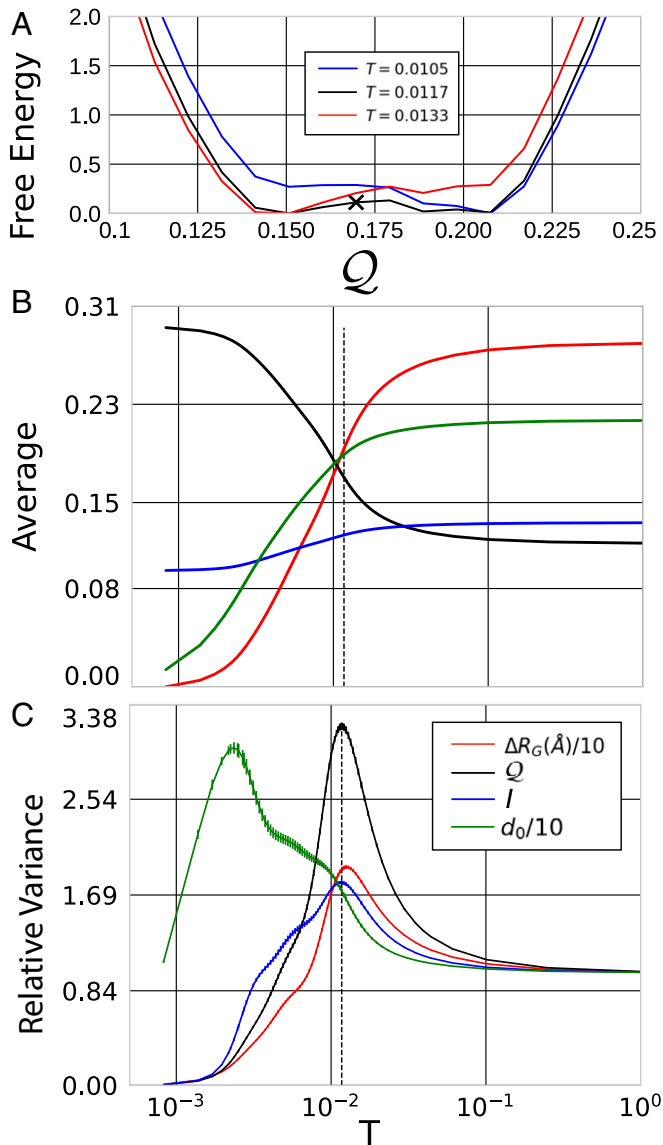 A
Free Energy
2.0
1.5
1.0
0.5
0.0
T = 0.0105
T = 0.0117
T = 0.0133
0.1 0.125 0.150 0.175 0.200 0.225 0.25
𝒬
B
Average
0.31
0.23
0.15
0.08
0.00
C
Relative Variance
3.38
2.54
1.69
0.84
0.00
ΔR_G(Å)/10
𝒬
I
d₀/10
10⁻³ 10⁻² 10⁻¹ 10⁰
T